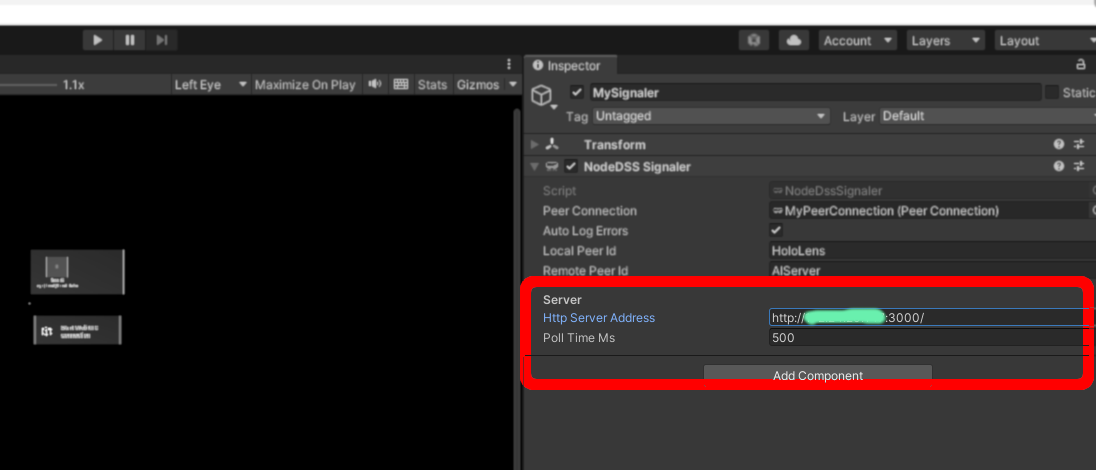 Account Layers Layout
1.1x Left Eye Maximize On Play Stats Gizmos
Inspector
MySignaler Static
Tag Untagged Layer Default
Transform
NodeDSS Signaler
Script NodeDssSignaler
Peer Connection MyPeerConnection (Peer Connection)
Auto Log Errors
Local Peer Id HoloLens
Remote Peer Id AIServer
Server
Http Server Address http:// :3000/
Poll Time Ms 500
Add Component